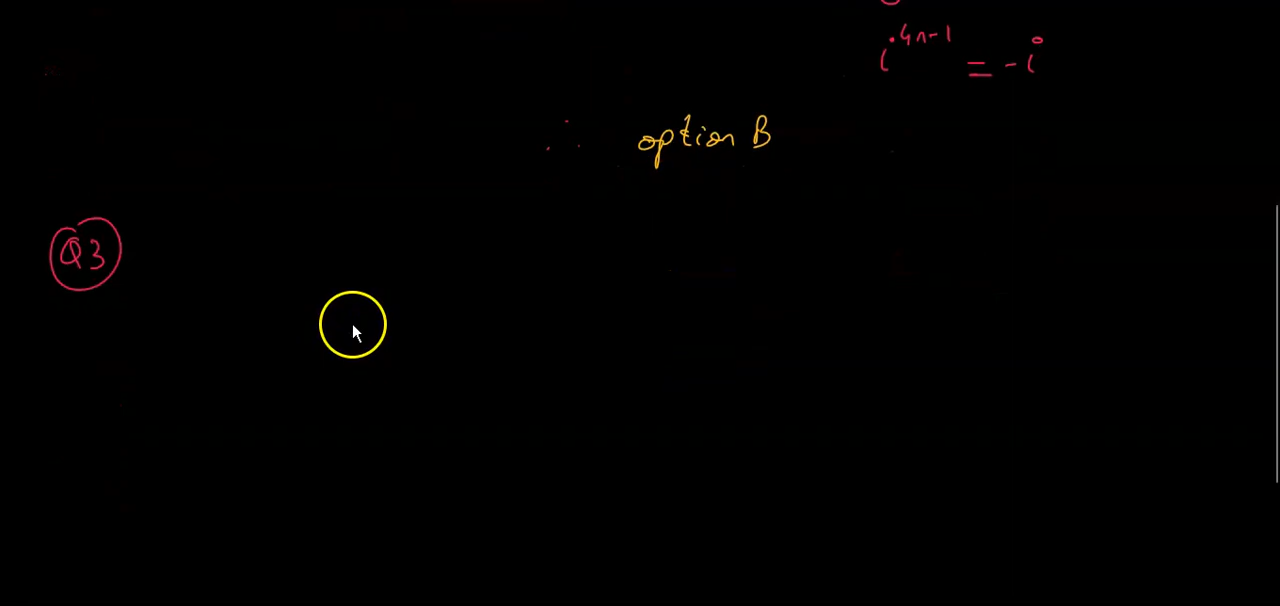 i^{4n-1} = -i
∴ option B
Q3